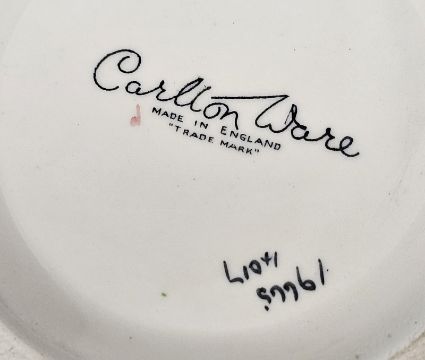 Carlton Ware
MADE IN ENGLAND
"TRADE MARK"